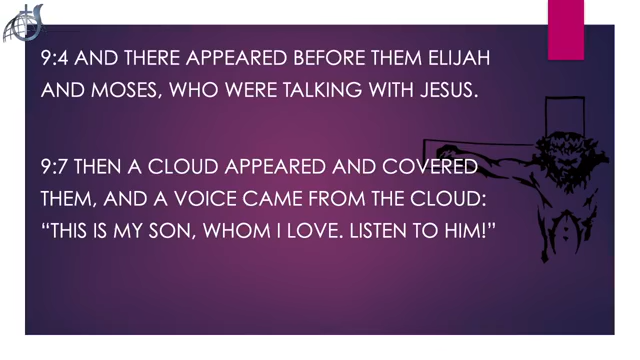 9:4 AND THERE APPEARED BEFORE THEM ELIJAH
AND MOSES, WHO WERE TALKING WITH JESUS.
9:7 THEN A CLOUD APPEARED AND COVERED
THEM, AND A VOICE CAME FROM THE CLOUD:
“THIS IS MY SON, WHOM I LOVE. LISTEN TO HIM!”